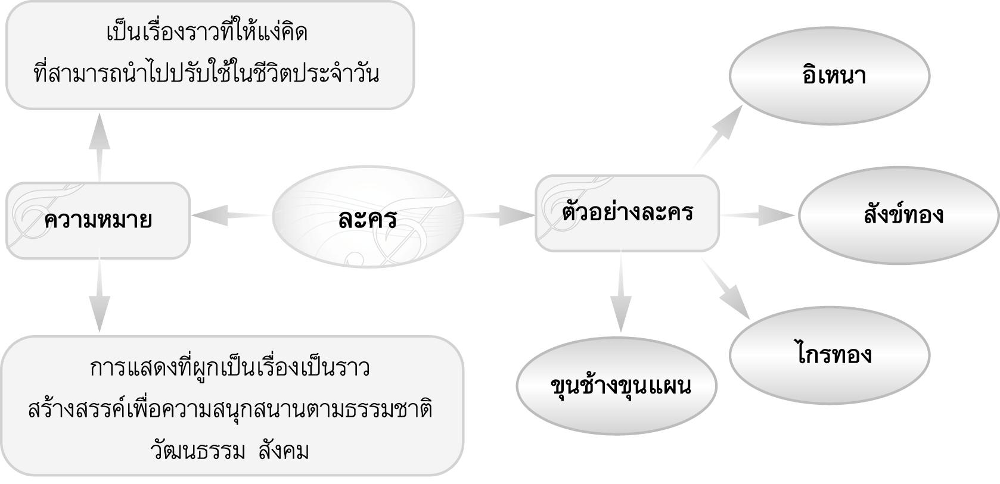 เป็นเรื่องราวที่ให้แง่คิด
ที่สามารถนำไปปรับใช้ในชีวิตประจำวัน
ความหมาย
การแสดงที่ผูกเป็นเรื่องเป็นราว
สร้างสรรค์เพื่อความสนุกสนานตามธรรมชาติ
วัฒนธรรม สังคม
ละคร
ตัวอย่างละคร
อิเหนา
สังข์ทอง
ไกรทอง
ขุนช้างขุนแผน